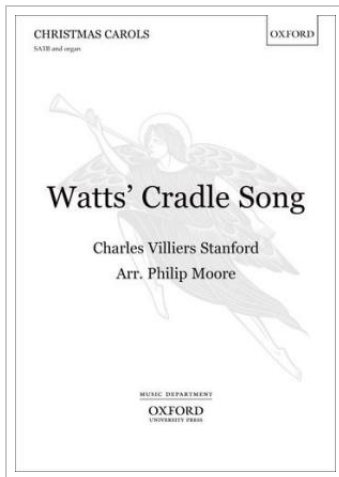 CHRISTMAS CAROLS
OXFORD
SATB and organ
Watts' Cradle Song
Charles Villiers Stanford
Arr. Philip Moore
MUSIC DEPARTMENT
OXFORD
UNIVERSITY PRESS